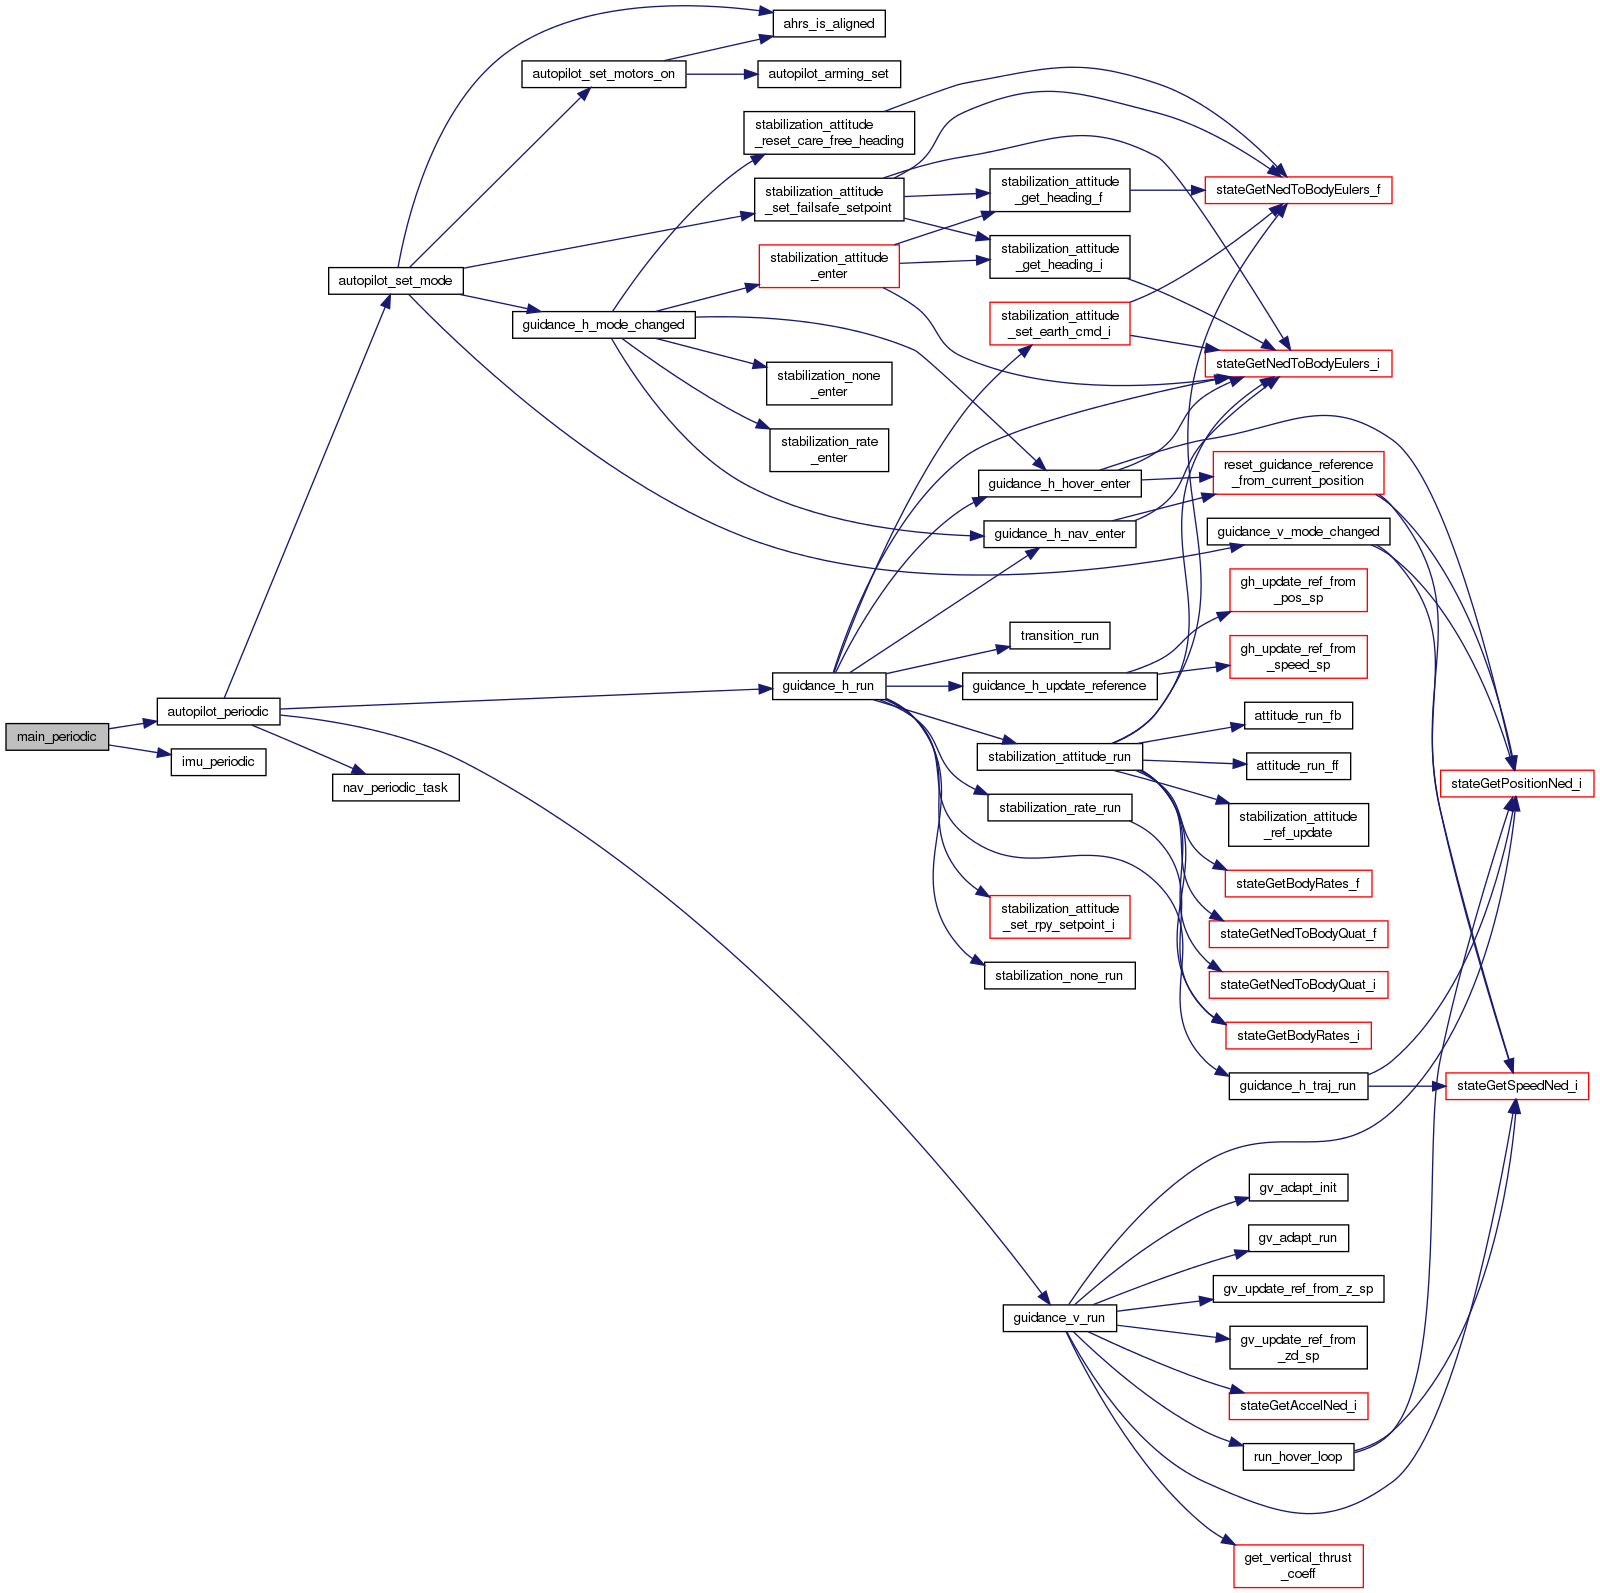 main_periodic
autopilot_periodic
imu_periodic
autopilot_set_mode
nav_periodic_task
autopilot_set_motors_on
guidance_h_mode_changed
ahrs_is_aligned
autopilot_arming_set
stabilization_attitude
_reset_care_free_heading
stabilization_attitude
_set_failsafe_setpoint
stabilization_attitude
_enter
stabilization_none
_enter
stabilization_rate
_enter
guidance_h_run
stabilization_attitude
_get_heading_f
stabilization_attitude
_get_heading_i
stabilization_attitude
_set_earth_cmd_i
guidance_h_hover_enter
guidance_h_nav_enter
transition_run
guidance_h_update_reference
stabilization_attitude_run
stabilization_rate_run
stabilization_attitude
_set_rpy_setpoint_i
stabilization_none_run
guidance_v_run
stateGetNedToBodyEulers_f
stateGetNedToBodyEulers_i
reset_guidance_reference
_from_current_position
guidance_v_mode_changed
gh_update_ref_from
_pos_sp
gh_update_ref_from
_speed_sp
attitude_run_fb
attitude_run_ff
stabilization_attitude
_ref_update
stateGetBodyRates_f
stateGetNedToBodyQuat_f
stateGetNedToBodyQuat_i
stateGetBodyRates_i
guidance_h_traj_run
gv_adapt_init
gv_adapt_run
gv_update_ref_from_z_sp
gv_update_ref_from
_zd_sp
stateGetAccelNed_i
run_hover_loop
get_vertical_thrust
_coeff
stateGetPositionNed_i
stateGetSpeedNed_i